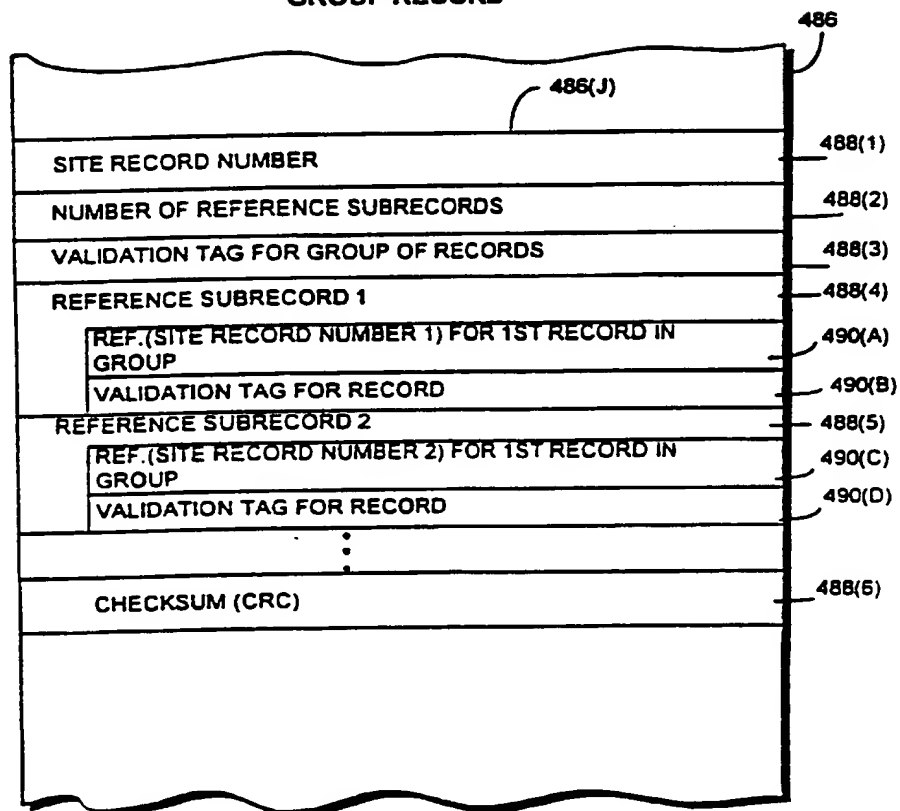 GROUP RECORD
486
486(J)
SITE RECORD NUMBER 488(1)
NUMBER OF REFERENCE SUBRECORDS 488(2)
VALIDATION TAG FOR GROUP OF RECORDS 488(3)
REFERENCE SUBRECORD 1 488(4)
REF.(SITE RECORD NUMBER 1) FOR 1ST RECORD IN 490(A)
GROUP
VALIDATION TAG FOR RECORD 490(B)
REFERENCE SUBRECORD 2 488(5)
REF.(SITE RECORD NUMBER 2) FOR 1ST RECORD IN 490(C)
GROUP
VALIDATION TAG FOR RECORD 490(D)
CHECKSUM (CRC) 488(6)